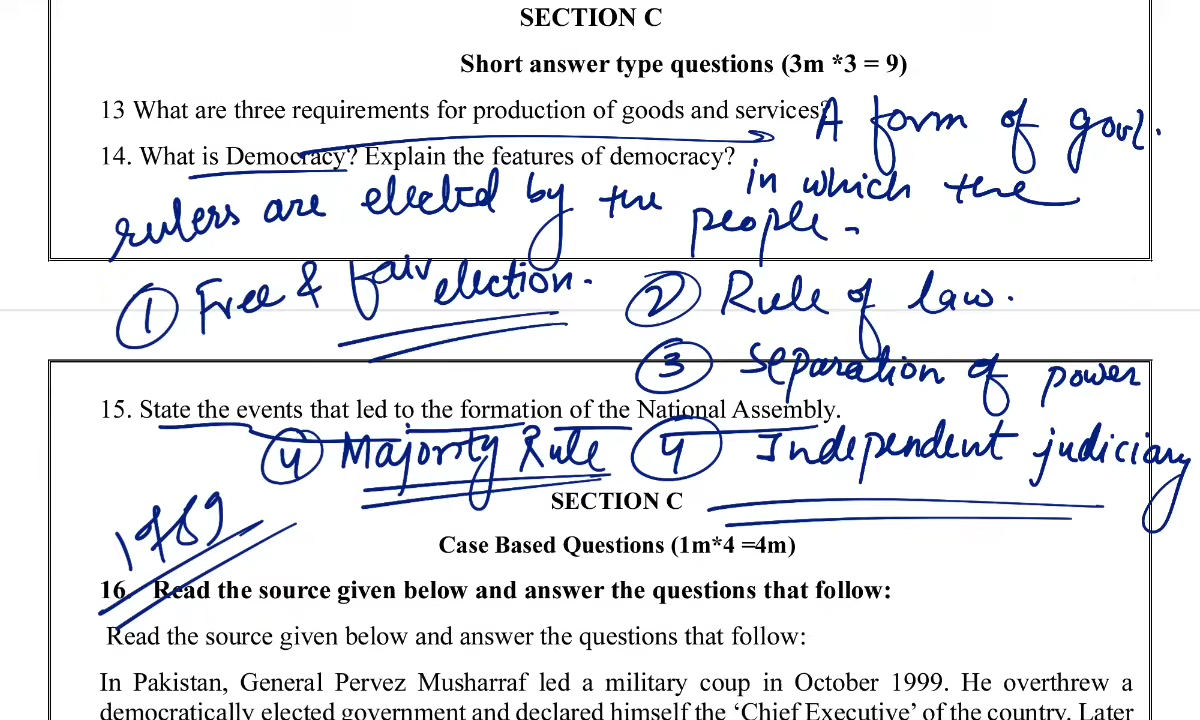 SECTION C
Short answer type questions (3m *3 = 9)
13 What are three requirements for production of goods and services?
A form of govt.
14. What is Democracy? Explain the features of democracy?
in which the
rulers are elected by the people.
① Free & fair election. ② Rule of law.
③ Separation of power
15. State the events that led to the formation of the National Assembly.
④ Majority Rule ④ Independent judiciary
SECTION C
1789
Case Based Questions (1m*4 =4m)
16. Read the source given below and answer the questions that follow:
Read the source given below and answer the questions that follow:
In Pakistan, General Pervez Musharraf led a military coup in October 1999. He overthrew a
democratically elected government and declared himself the ‘Chief Executive’ of the country. Later